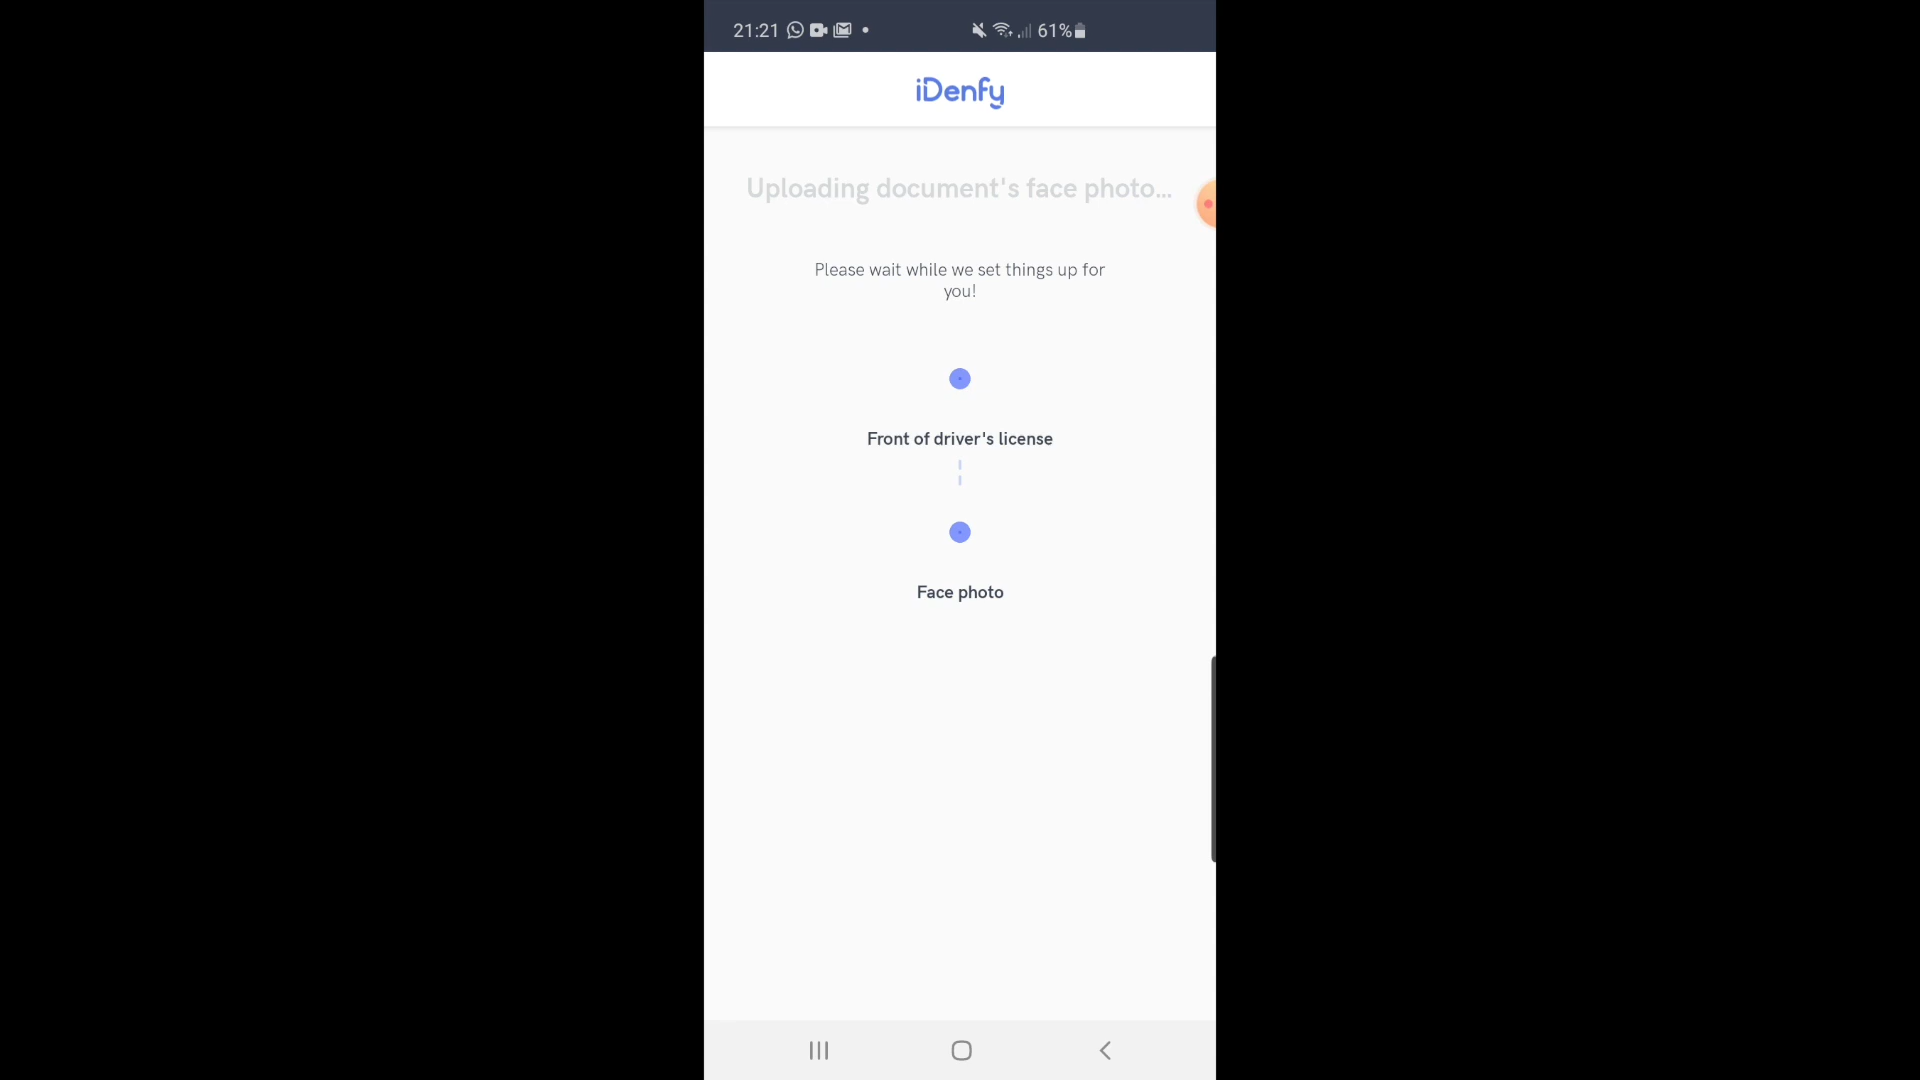 21:21
61%
iDenfy
Uploading document's face photo...
Please wait while we set things up for
you!
Front of driver's license
Face photo